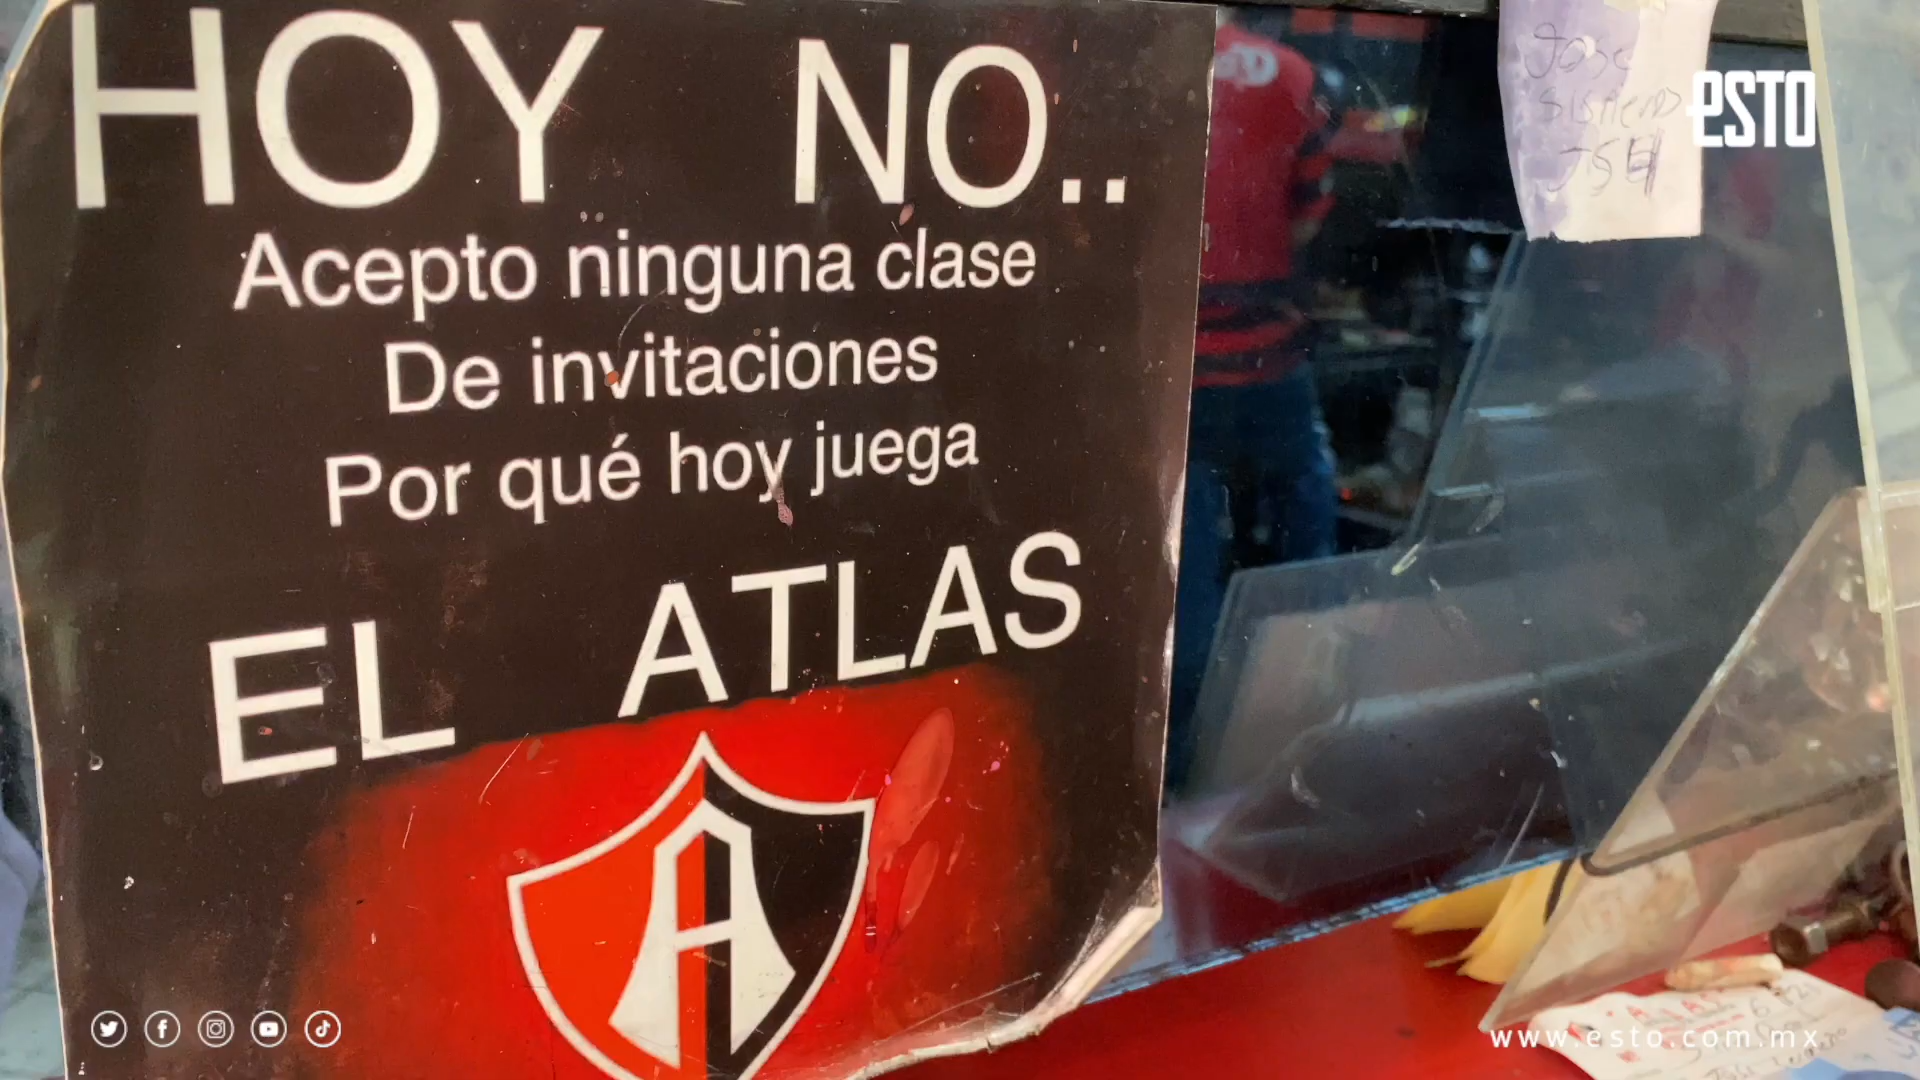 HOY NO..
Acepto ninguna clase
De invitaciones
Por qué hoy juega
EL ATLAS
A
ESTO
www.esto.com.mx